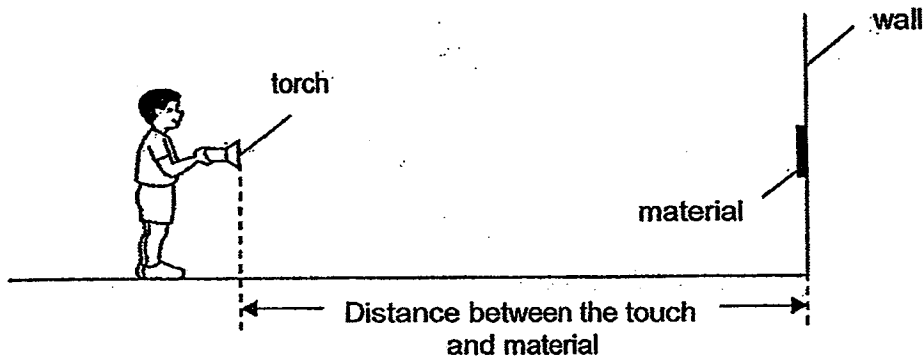 wall
torch
material
Distance between the touch
and material